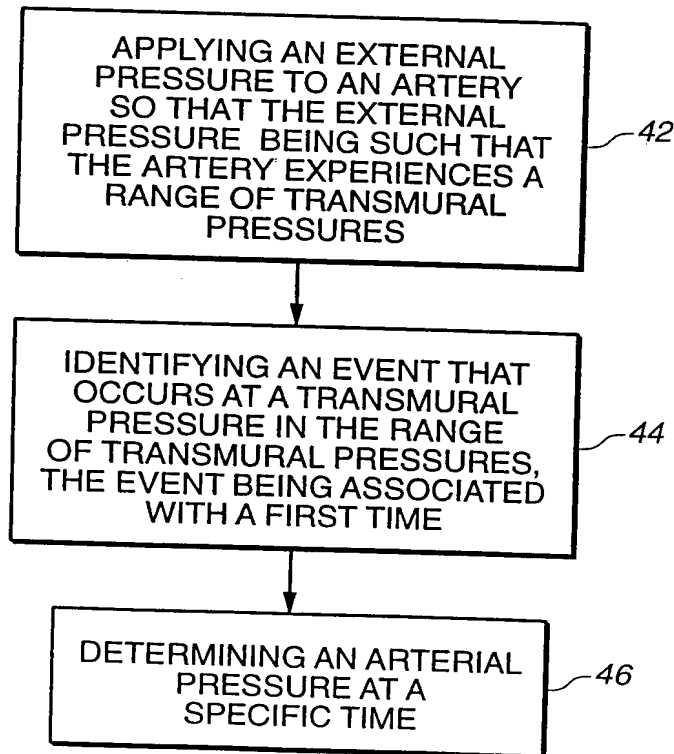 APPLYING AN EXTERNAL
PRESSURE TO AN ARTERY
SO THAT THE EXTERNAL
PRESSURE BEING SUCH THAT
THE ARTERY EXPERIENCES A
RANGE OF TRANSMURAL
PRESSURES
42
IDENTIFYING AN EVENT THAT
OCCURS AT A TRANSMURAL
PRESSURE IN THE RANGE
OF TRANSMURAL PRESSURES,
THE EVENT BEING ASSOCIATED
WITH A FIRST TIME
44
DETERMINING AN ARTERIAL
PRESSURE AT A
SPECIFIC TIME
46